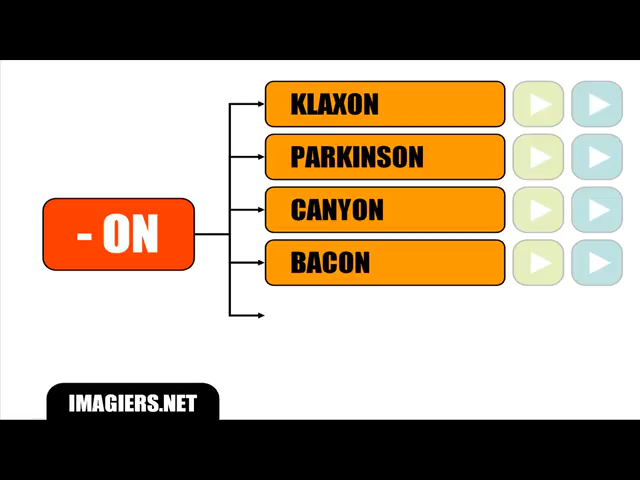 KLAXON
PARKINSON
- ON
CANYON
BACON
IMAGIERS.NET